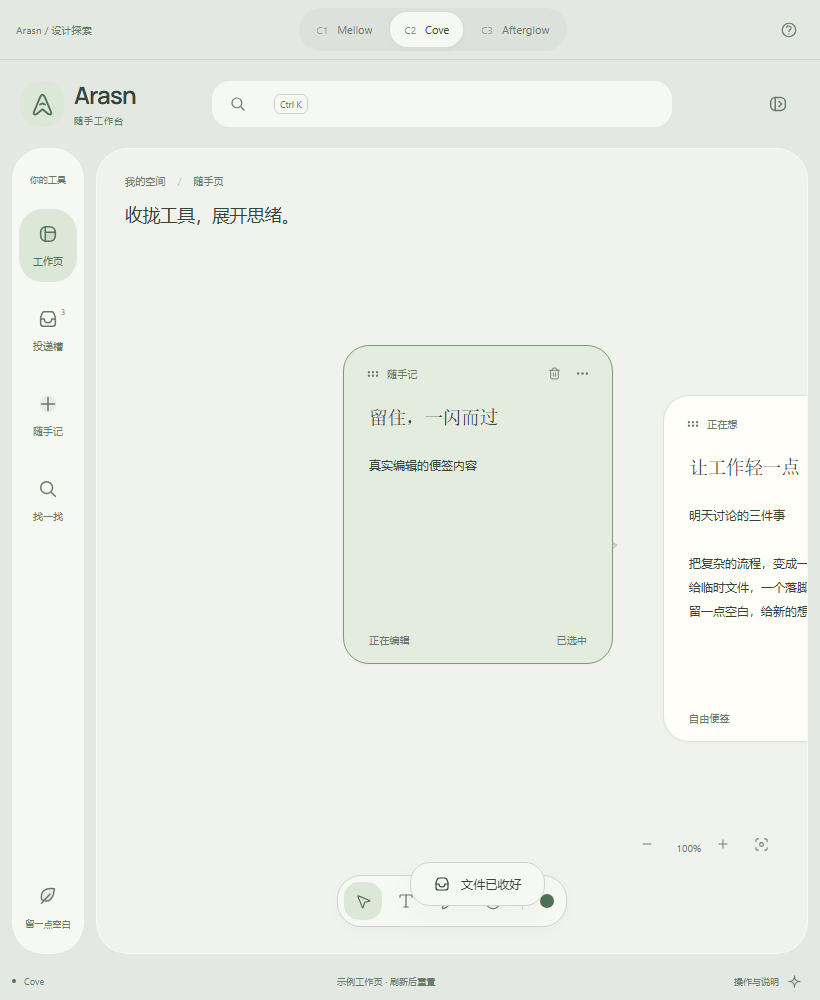 Arasn / 设计探索
C1 Mellow
C2 Cove
C3 Afterglow
Arasn
随手工作台
Ctrl K
你的工具
工作页
投递槽
3
随手记
找一找
留一点空白
我的空间 / 随手页
收拢工具，展开思绪。
随手记
留住，一闪而过
真实编辑的便签内容
正在编辑
已选中
正在想
让工作轻一点
明天讨论的三件事
把复杂的流程，变成一
给临时文件，一个落脚
留一点空白，给新的想
自由便签
100%
文件已收好
Cove
示例工作页 · 刷新后重置
操作与说明